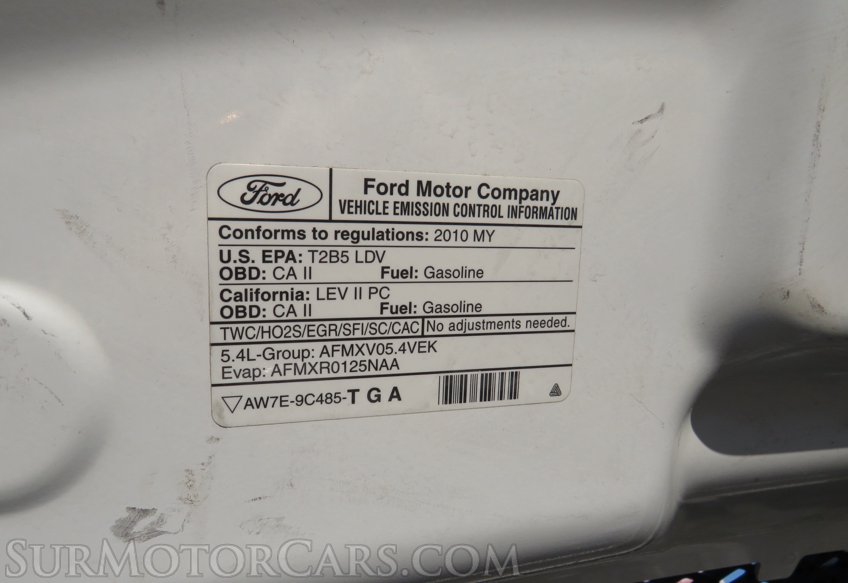 Ford
Ford Motor Company
VEHICLE EMISSION CONTROL INFORMATION
Conforms to regulations: 2010 MY
U.S. EPA: T2B5 LDV
OBD: CA II Fuel: Gasoline
California: LEV II PC
OBD: CA II Fuel: Gasoline
TWC/HO2S/EGR/SFI/SC/CAC No adjustments needed.
5.4L-Group: AFMXV05.4VEK
Evap: AFMXR0125NAA
AW7E-9C485-T G A
SurMotorCars.com